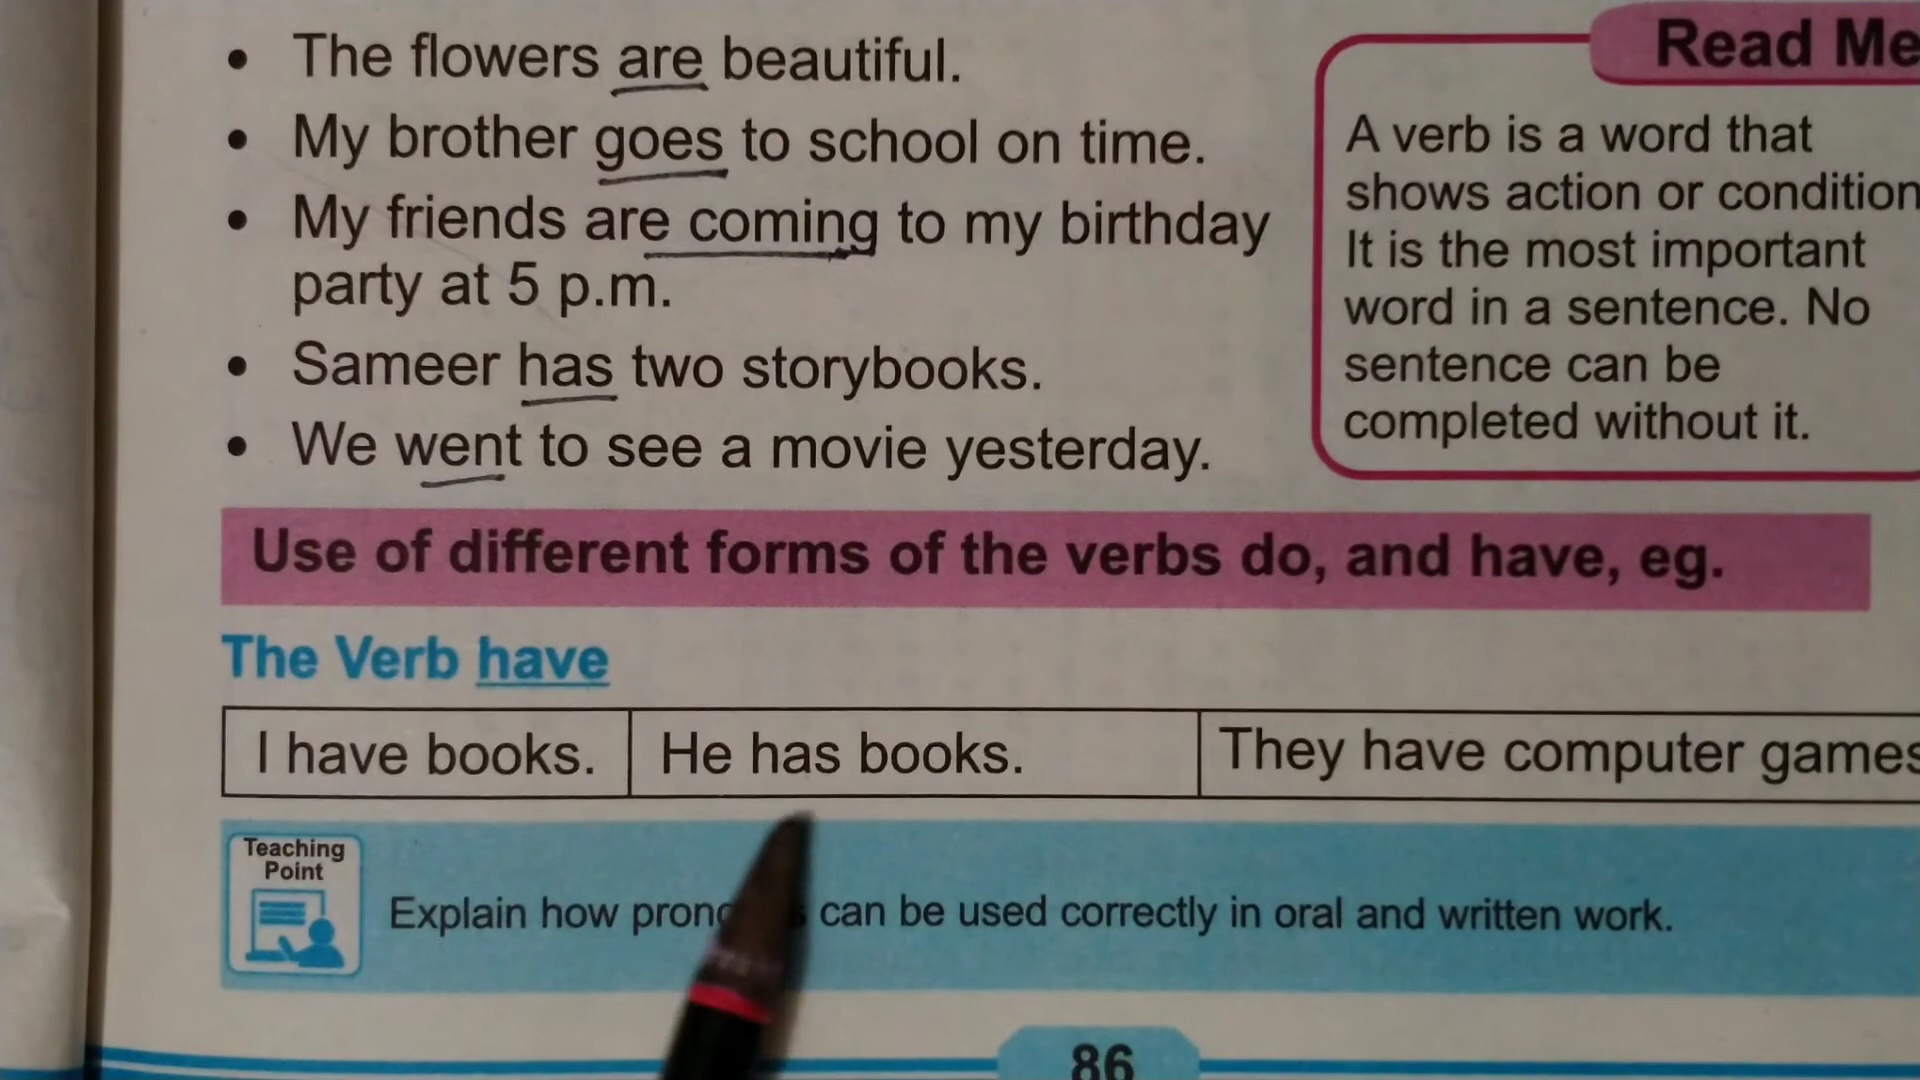 • The flowers are beautiful.
• My brother goes to school on time.
• My friends are coming to my birthday
party at 5 p.m.
• Sameer has two storybooks.
• We went to see a movie yesterday.
Read Me
A verb is a word that
shows action or condition
It is the most important
word in a sentence. No
sentence can be
completed without it.
Use of different forms of the verbs do, and have, eg.
The Verb have
I have books. He has books. They have computer games
Teaching
Point
Explain how can be used correctly in oral and written work.
86